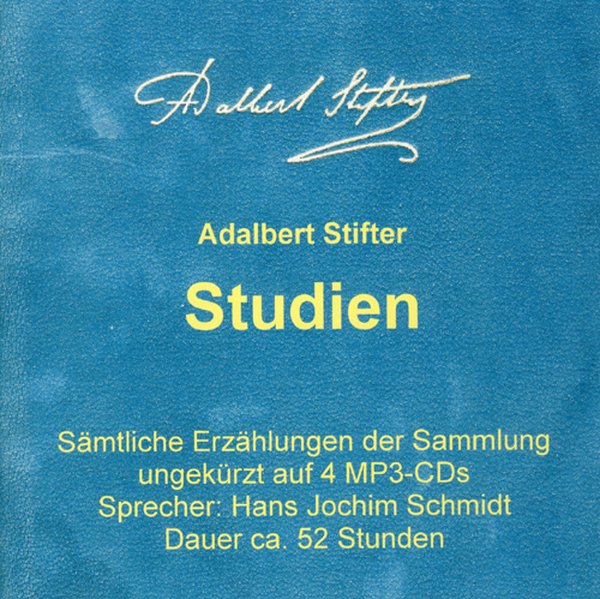 Adalbert Stifter
Adalbert Stifter
Studien
Sämtliche Erzählungen der Sammlung
ungekürzt auf 4 MP3-CDs
Sprecher: Hans Jochim Schmidt
Dauer ca. 52 Stunden